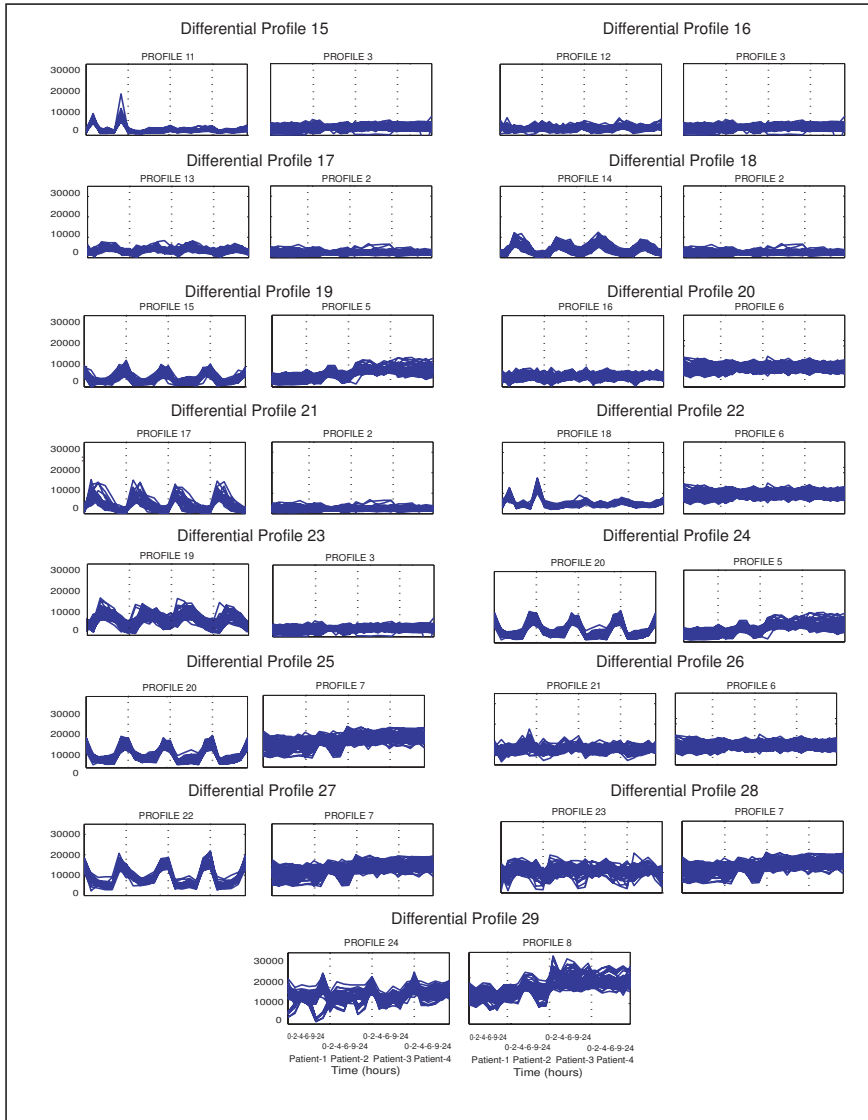 Differential Profile 15
Differential Profile 16
PROFILE 11
PROFILE 3
PROFILE 12
PROFILE 3
30000
20000
10000
0
Differential Profile 17
Differential Profile 18
PROFILE 13
PROFILE 2
PROFILE 14
PROFILE 2
30000
20000
10000
0
Differential Profile 19
Differential Profile 20
PROFILE 15
PROFILE 5
PROFILE 16
PROFILE 6
30000
20000
10000
0
Differential Profile 21
Differential Profile 22
PROFILE 17
PROFILE 2
PROFILE 18
PROFILE 6
30000
20000
10000
0
Differential Profile 23
Differential Profile 24
PROFILE 19
PROFILE 3
PROFILE 20
PROFILE 5
30000
20000
10000
0
Differential Profile 25
Differential Profile 26
PROFILE 20
PROFILE 7
PROFILE 21
PROFILE 6
30000
20000
10000
0
Differential Profile 27
Differential Profile 28
PROFILE 22
PROFILE 7
PROFILE 23
PROFILE 7
30000
20000
10000
0
Differential Profile 29
PROFILE 24
PROFILE 8
30000
20000
10000
0
0-2-4-6-9-24 0-2-4-6-9-24 0-2-4-6-9-24 0-2-4-6-9-24
Patient-1 Patient-2 Patient-3 Patient-4
Time (hours)
0-2-4-6-9-24 0-2-4-6-9-24 0-2-4-6-9-24 0-2-4-6-9-24
Patient-1 Patient-2 Patient-3 Patient-4
Time (hours)